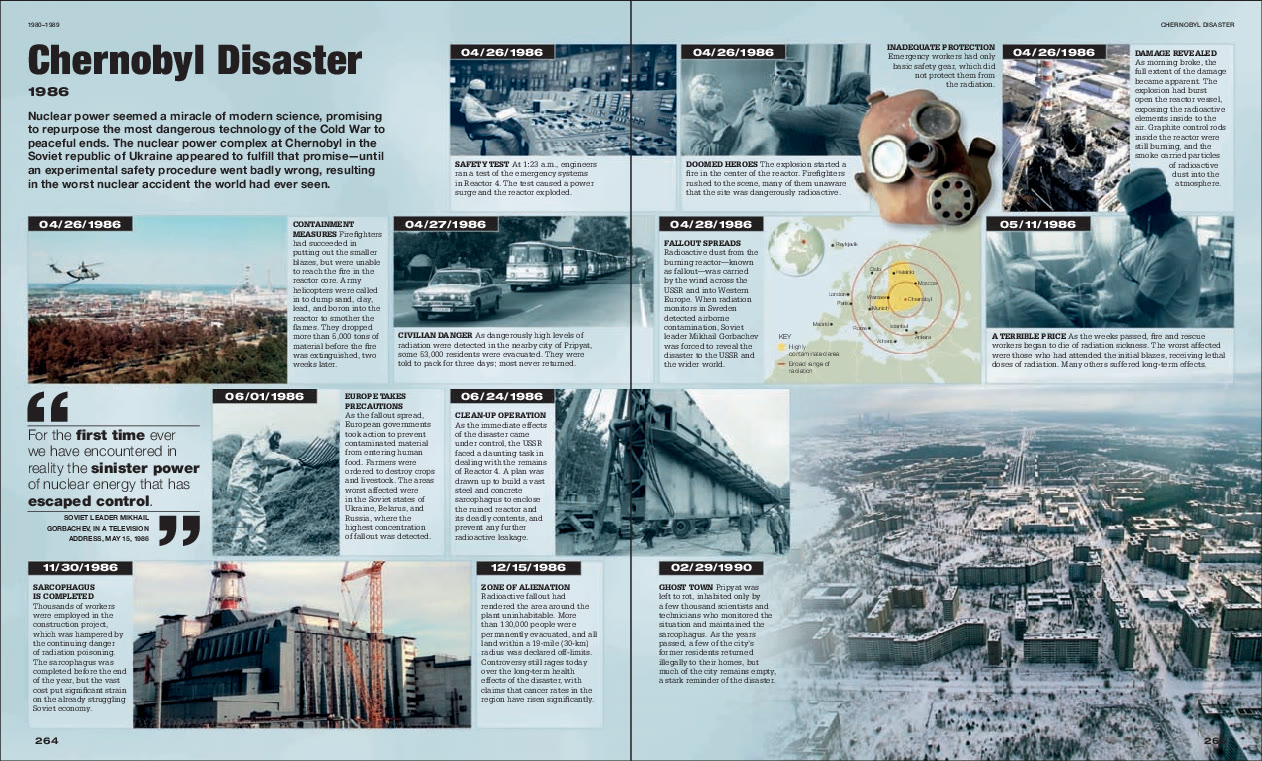 1980–1989
CHERNOBYL DISASTER
Chernobyl Disaster
1986
Nuclear power seemed a miracle of modern science, promising
to repurpose the most dangerous technology of the Cold War to
peaceful ends. The nuclear power complex at Chernobyl in the
Soviet republic of Ukraine appeared to fulfill that promise—until
an experimental safety procedure went badly wrong, resulting
in the worst nuclear accident the world had ever seen.
04/26/1986
SAFETY TEST At 1:23 a.m., engineers
ran a test of the emergency systems
in Reactor 4. The test caused a power
surge and the reactor exploded.
04/26/1986
DOOMED HEROES The explosion started a
fire in the center of the reactor. Firefighters
rushed to the scene, many of them unaware
that the site was dangerously radioactive.
INADEQUATE PROTECTION
Emergency workers had only
basic safety gear, which did
not protect them from
the radiation.
04/26/1986
DAMAGE REVEALED
As morning broke, the
full extent of the damage
became apparent. The
explosion had burst
open the reactor vessel,
exposing the radioactive
elements inside to the
air. Graphite control rods
inside the reactor were
still burning, and the
smoke carried particles
of radioactive
dust into the
atmosphere.
04/26/1986
CONTAINMENT
MEASURES Firefighters
had succeeded in
putting out the smaller
blazes, but were unable
to reach the fire in the
reactor core. Army
helicopters were called
in to dump sand, clay,
lead, and boron into the
reactor to smother the
flames. They dropped
more than 5,000 tons of
material before the fire
was extinguished, two
weeks later.
04/27/1986
CIVILIAN DANGER As dangerously high levels of
radiation were detected in the nearby city of Pripyat,
some 53,000 residents were evacuated. They were
told to pack for three days; most never returned.
04/28/1986
FALLOUT SPREADS
Radioactive dust from the
burning reactor—known
as fallout—was carried
by the wind across the
USSR and into Western
Europe. When radiation
monitors in Sweden
detected airborne
contamination, Soviet
leader Mikhail Gorbachev
was forced to reveal the
disaster to the USSR and
the wider world.
Reykjavik
Oslo
Helsinki
Moscow
London
Warsaw
Chernobyl
Paris
Munich
Madrid
Rome
Istanbul
Ankara
Athens
KEY
Highly
contaminated area
Broad range of
radiation
05/11/1986
A TERRIBLE PRICE As the weeks passed, fire and rescue
workers began to die of radiation sickness. The worst affected
were those who had attended the initial blazes, receiving lethal
doses of radiation. Many others suffered long-term effects.
“
For the first time ever
we have encountered in
reality the sinister power
of nuclear energy that has
escaped control.
SOVIET LEADER MIKHAIL
GORBACHEV, IN A TELEVISION
ADDRESS, MAY 15, 1986
”
06/01/1986
EUROPE TAKES
PRECAUTIONS
As the fallout spread,
European governments
took action to prevent
contaminated material
from entering human
food. Farmers were
ordered to destroy crops
and livestock. The areas
worst affected were
in the Soviet states of
Ukraine, Belarus, and
Russia, where the
highest concentration
of fallout was detected.
06/24/1986
CLEAN-UP OPERATION
As the immediate effects
of the disaster came
under control, the USSR
faced a daunting task in
dealing with the remains
of Reactor 4. A plan was
drawn up to build a vast
steel and concrete
sarcophagus to enclose
the ruined reactor and
its deadly contents, and
prevent any further
radioactive leakage.
11/30/1986
SARCOPHAGUS
IS COMPLETED
Thousands of workers
were employed in the
construction project,
which was hampered by
the continuing danger
of radiation poisoning.
The sarcophagus was
completed before the end
of the year, but the vast
cost put significant strain
on the already struggling
Soviet economy.
12/15/1986
ZONE OF ALIENATION
Radioactive fallout had
rendered the area around the
plant uninhabitable. More
than 130,000 people were
permanently evacuated, and all
land within a 19-mile (30-km)
radius was declared off-limits.
Controversy still rages today
over the long-term health
effects of the disaster, with
claims that cancer rates in the
region have risen significantly.
02/29/1990
GHOST TOWN Pripyat was
left to rot, inhabited only by
a few thousand scientists and
technicians who monitored the
situation and maintained the
sarcophagus. As the years
passed, a few of the city's
former residents returned
illegally to their homes, but
much of the city remains empty,
a stark reminder of the disaster.
264